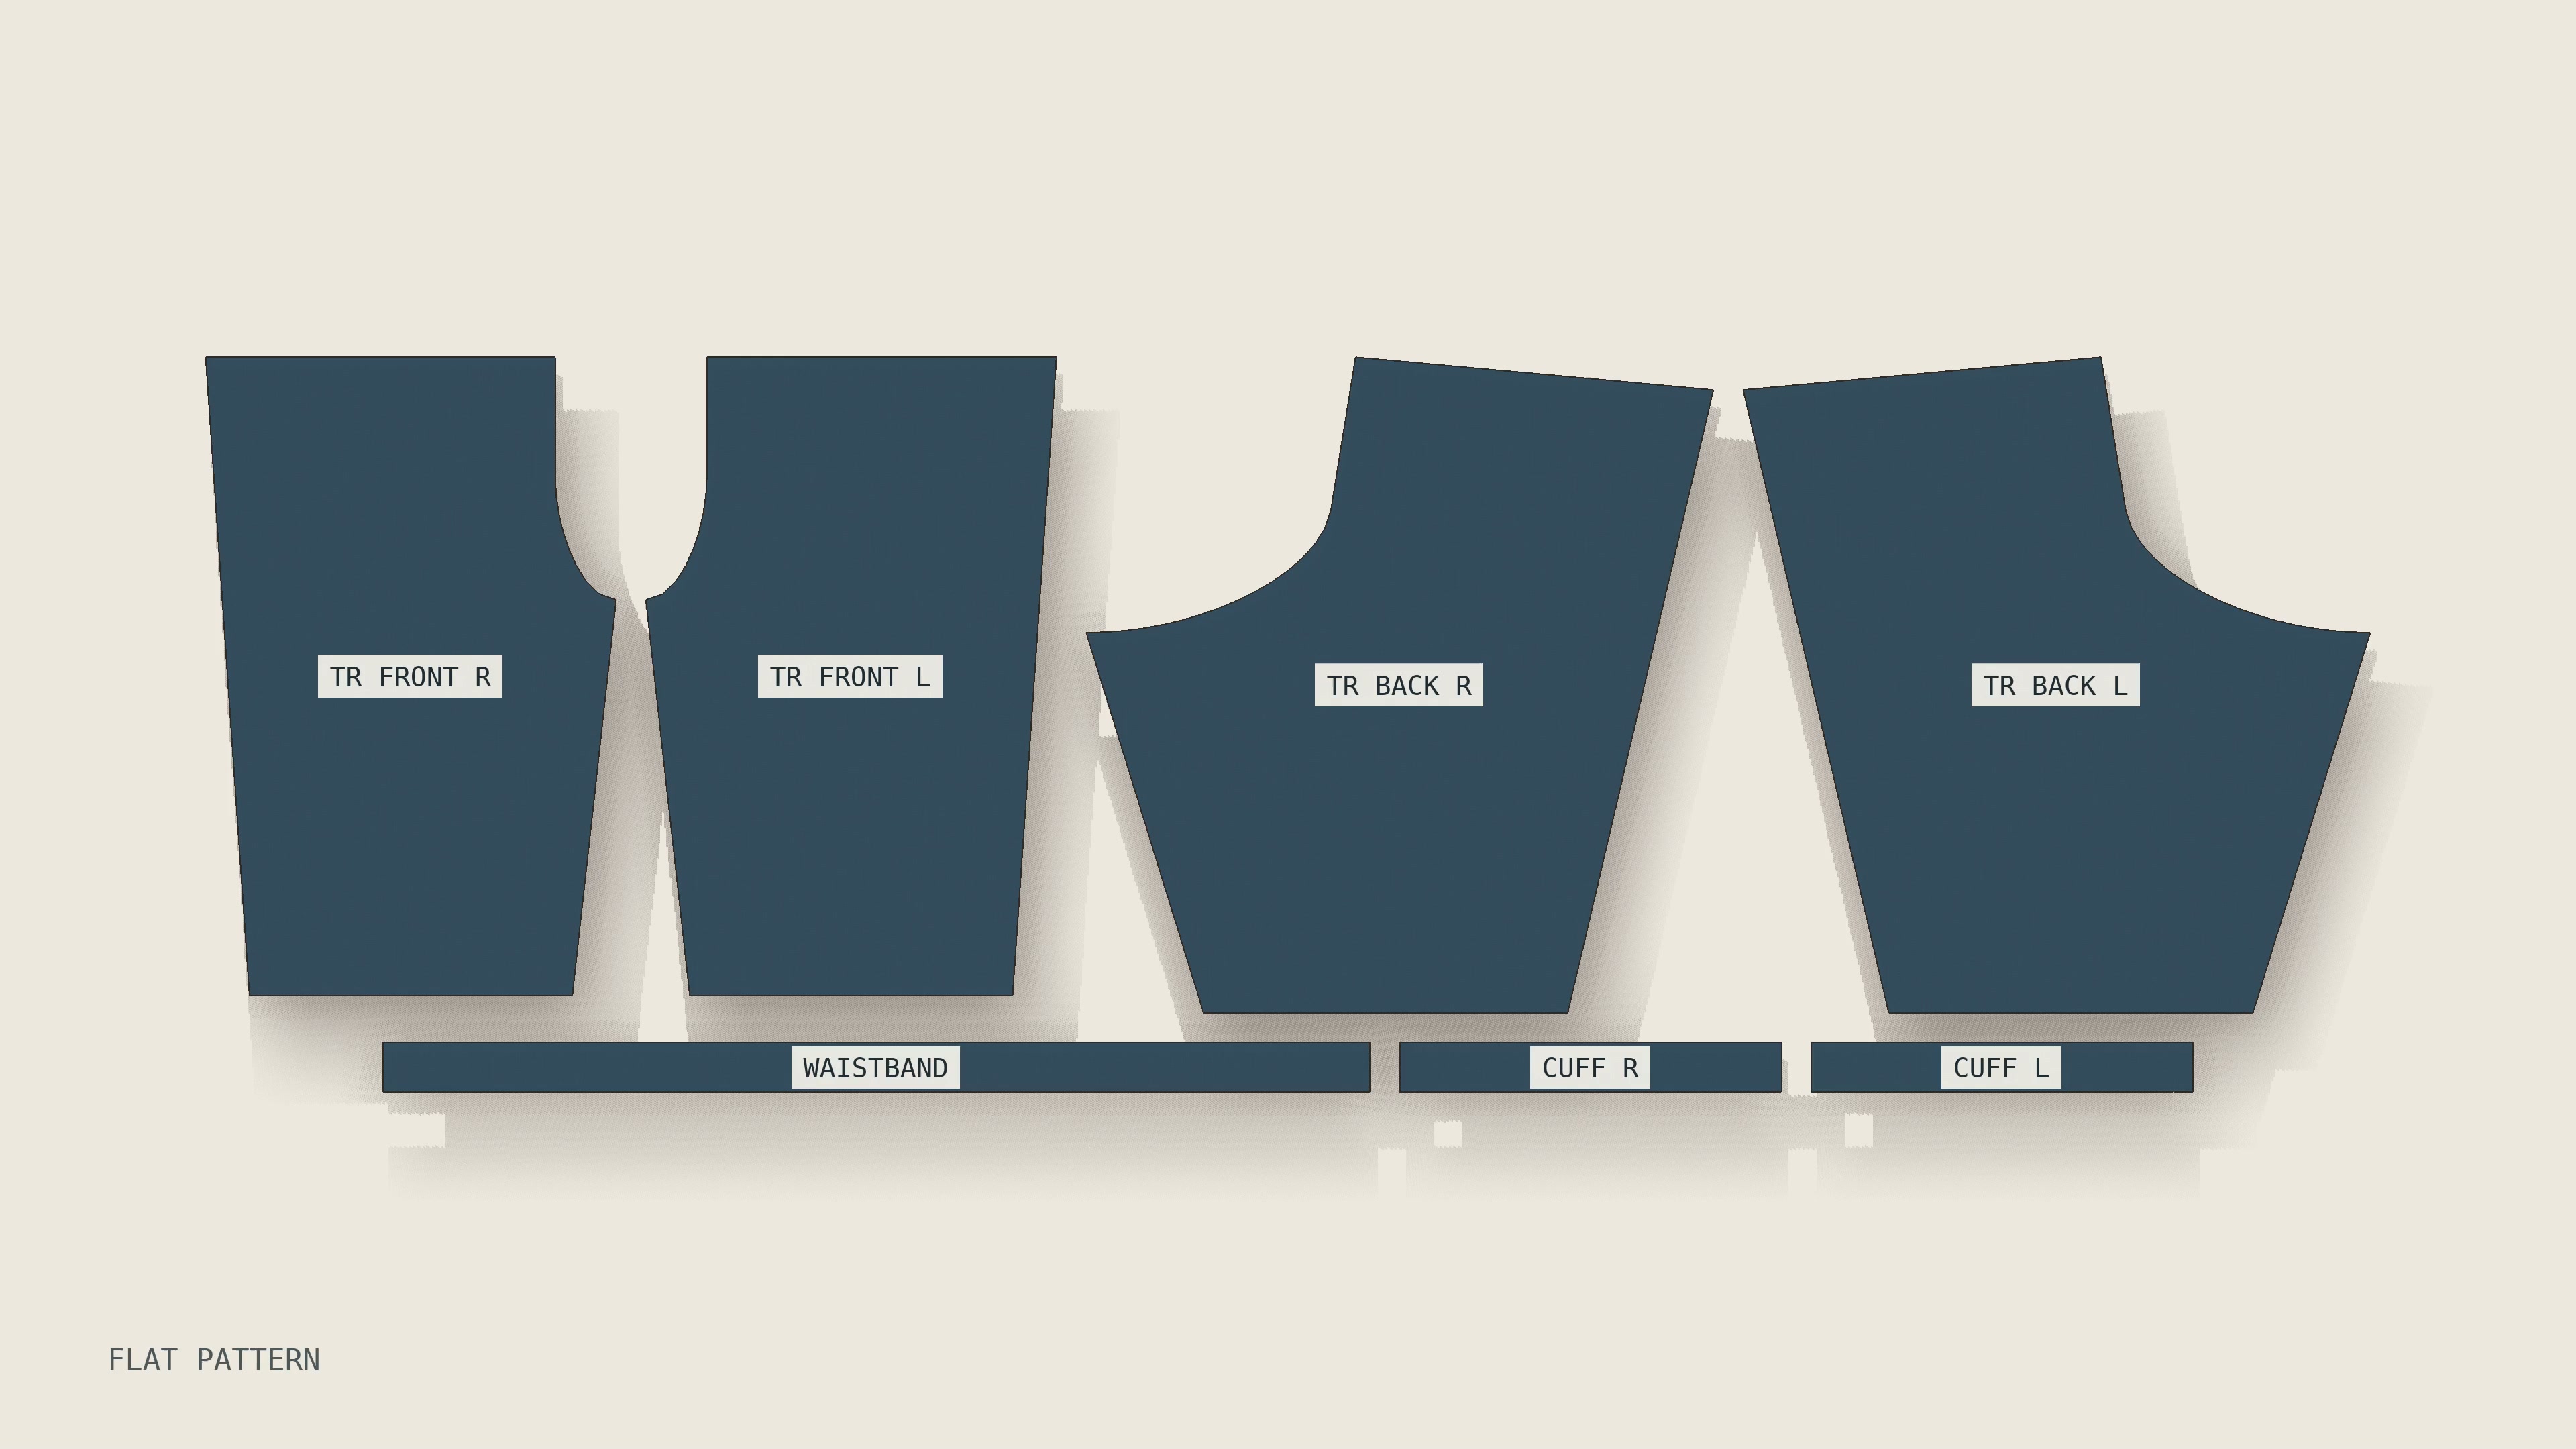 TR FRONT R
TR FRONT L
TR BACK R
TR BACK L
WAISTBAND
CUFF R
CUFF L
FLAT PATTERN